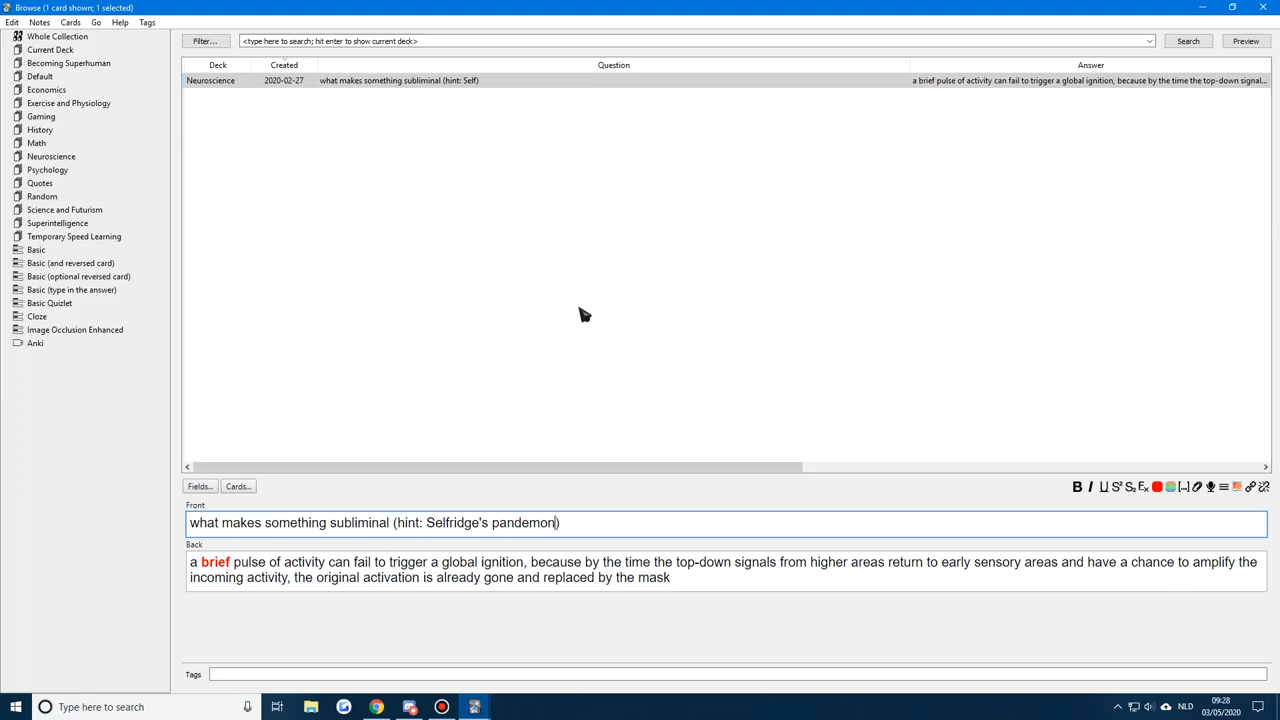 Browse (1 card shown; 1 selected)
Edit Notes Cards Go Help Tags
Whole Collection
Current Deck
Becoming Superhuman
Default
Economics
Exercise and Physiology
Gaming
History
Math
Neuroscience
Psychology
Quotes
Random
Science and Futurism
Superintelligence
Temporary Speed Learning
Basic
Basic (and reversed card)
Basic (optional reversed card)
Basic (type in the answer)
Basic Quizlet
Cloze
Image Occlusion Enhanced
Anki
Filter... <type here to search; hit enter to show current deck> Search Preview
Deck Created Question Answer
Neuroscience 2020-02-27 what makes something subliminal (hint: Self) a brief pulse of activity can fail to trigger a global ignition, because by the time the top-down signal...
Fields... Cards... B I U S² S₂ Eₓ [...]
Front
what makes something subliminal (hint: Selfridge's pandemon)
Back
a brief pulse of activity can fail to trigger a global ignition, because by the time the top-down signals from higher areas return to early sensory areas and have a chance to amplify the
incoming activity, the original activation is already gone and replaced by the mask
Tags
Type here to search
NLD
09:28
03/05/2020